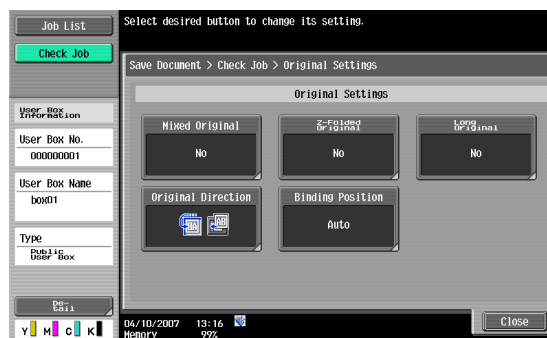 Job List
Select desired button to change its setting.
Check Job
Save Document > Check Job > Original Settings
Original Settings
User Box
Information
User Box No.
000000001
User Box Name
box01
Type
Public
User Box
De-
tail
Mixed Original
No
Z-Folded
Original
No
Long
Original
No
Original Direction
Binding Position
Auto
Y M C K
04/10/2007 13:16
Memory 99%
Close